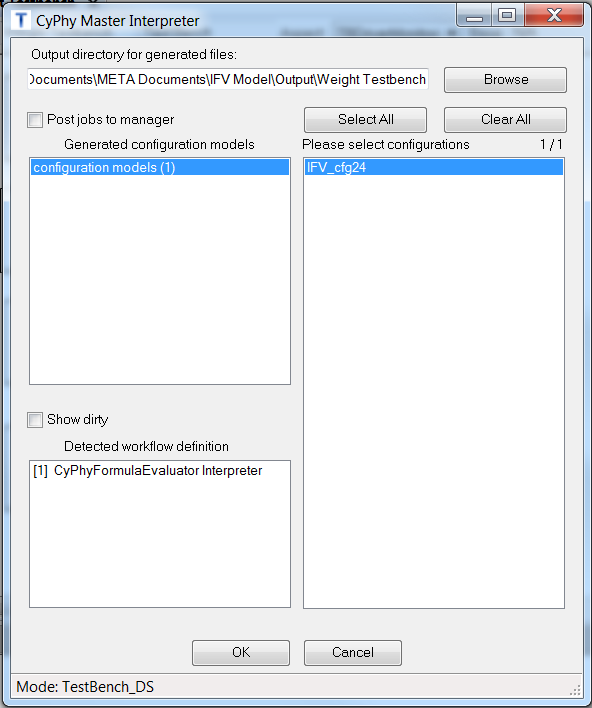 CyPhy Master Interpreter
Output directory for generated files:
Documents\META Documents\IFV Model\Output\Weight Testbench
Browse
Post jobs to manager
Select All
Clear All
Generated configuration models
Please select configurations
1 / 1
configuration models (1)
IFV_cfg24
Show dirty
Detected workflow definition
[1] CyPhyFormulaEvaluator Interpreter
OK
Cancel
Mode: TestBench_DS